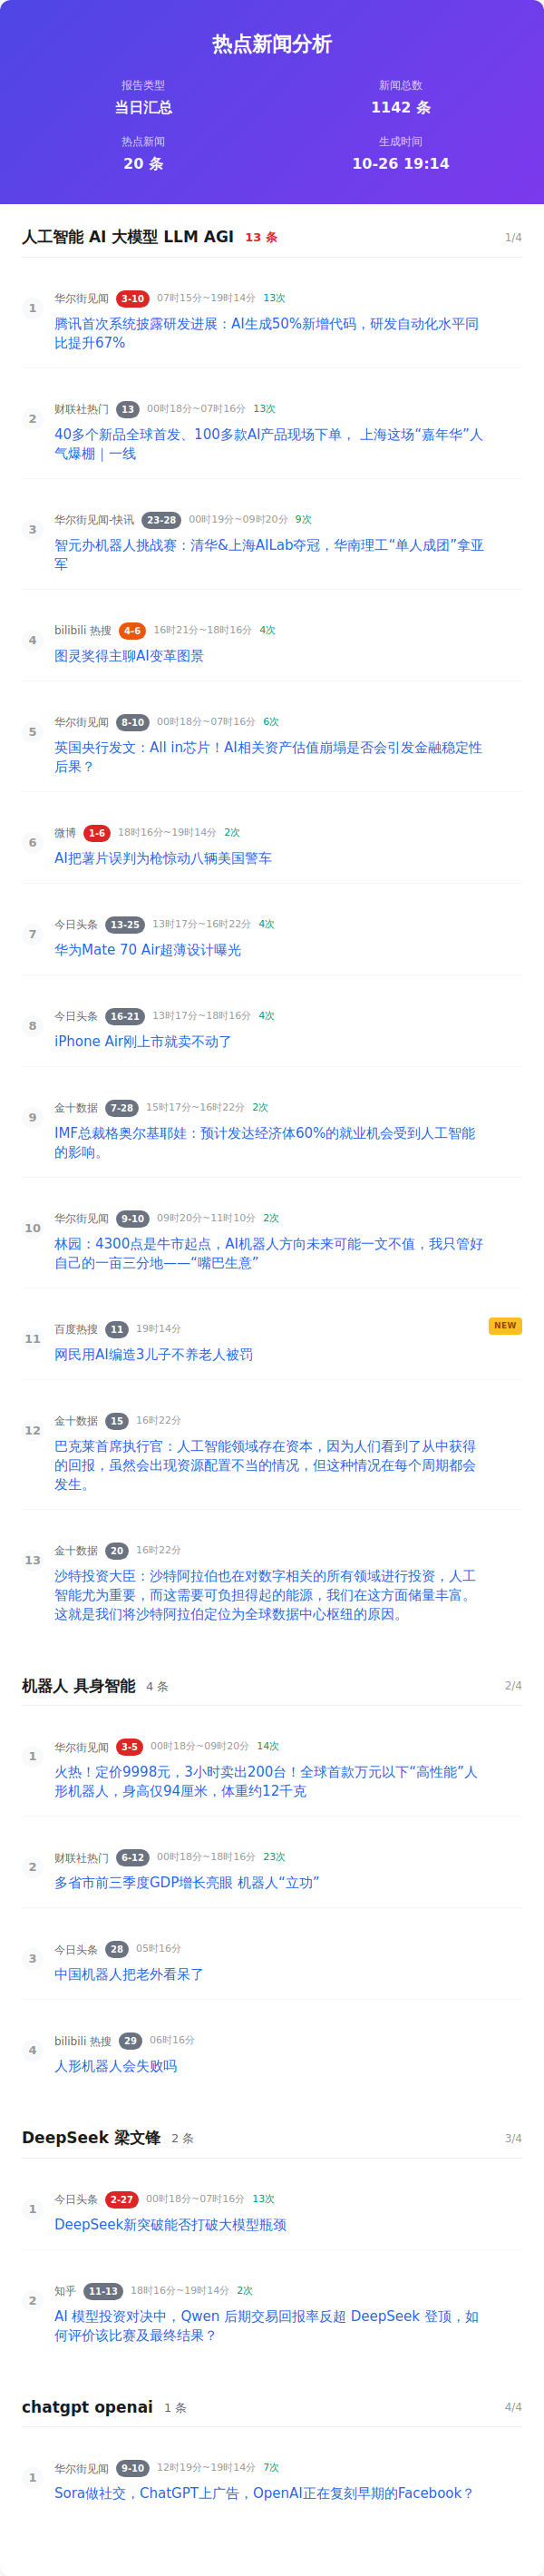 热点新闻分析
报告类型
当日汇总
新闻总数
1142 条
热点新闻
20 条
生成时间
10-26 19:14
人工智能 AI 大模型 LLM AGI 13 条 1/4
1
华尔街见闻 3-10 07时15分~19时14分 13次
腾讯首次系统披露研发进展：AI生成50%新增代码，研发自动化水平同
比提升67%
2
财联社热门 13 00时18分~07时16分 13次
40多个新品全球首发、100多款AI产品现场下单， 上海这场“嘉年华”人
气爆棚｜一线
3
华尔街见闻-快讯 23-28 00时19分~09时20分 9次
智元办机器人挑战赛：清华&上海AILab夺冠，华南理工“单人成团”拿亚
军
4
bilibili 热搜 4-6 16时21分~18时16分 4次
图灵奖得主聊AI变革图景
5
华尔街见闻 8-10 00时18分~07时16分 6次
英国央行发文：All in芯片！AI相关资产估值崩塌是否会引发金融稳定性
后果？
6
微博 1-6 18时16分~19时14分 2次
AI把薯片误判为枪惊动八辆美国警车
7
今日头条 13-25 13时17分~16时22分 4次
华为Mate 70 Air超薄设计曝光
8
今日头条 16-21 13时17分~18时16分 4次
iPhone Air刚上市就卖不动了
9
金十数据 7-28 15时17分~16时22分 2次
IMF总裁格奥尔基耶娃：预计发达经济体60%的就业机会受到人工智能
的影响。
10
华尔街见闻 9-10 09时20分~11时10分 2次
林园：4300点是牛市起点，AI机器人方向未来可能一文不值，我只管好
自己的一亩三分地——“嘴巴生意”
11
百度热搜 11 19时14分 NEW
网民用AI编造3儿子不养老人被罚
12
金十数据 15 16时22分
巴克莱首席执行官：人工智能领域存在资本，因为人们看到了从中获得
的回报，虽然会出现资源配置不当的情况，但这种情况在每个周期都会
发生。
13
金十数据 20 16时22分
沙特投资大臣：沙特阿拉伯也在对数字相关的所有领域进行投资，人工
智能尤为重要，而这需要可负担得起的能源，我们在这方面储量丰富。
这就是我们将沙特阿拉伯定位为全球数据中心枢纽的原因。
机器人 具身智能 4 条 2/4
1
华尔街见闻 3-5 00时18分~09时20分 14次
火热！定价9998元，3小时卖出200台！全球首款万元以下“高性能”人
形机器人，身高仅94厘米，体重约12千克
2
财联社热门 6-12 00时18分~18时16分 23次
多省市前三季度GDP增长亮眼 机器人“立功”
3
今日头条 28 05时16分
中国机器人把老外看呆了
4
bilibili 热搜 29 06时16分
人形机器人会失败吗
DeepSeek 梁文锋 2 条 3/4
1
今日头条 2-27 00时18分~07时16分 13次
DeepSeek新突破能否打破大模型瓶颈
2
知乎 11-13 18时16分~19时14分 2次
AI 模型投资对决中，Qwen 后期交易回报率反超 DeepSeek 登顶，如
何评价该比赛及最终结果？
chatgpt openai 1 条 4/4
1
华尔街见闻 9-10 12时19分~19时14分 7次
Sora做社交，ChatGPT上广告，OpenAI正在复刻早期的Facebook？